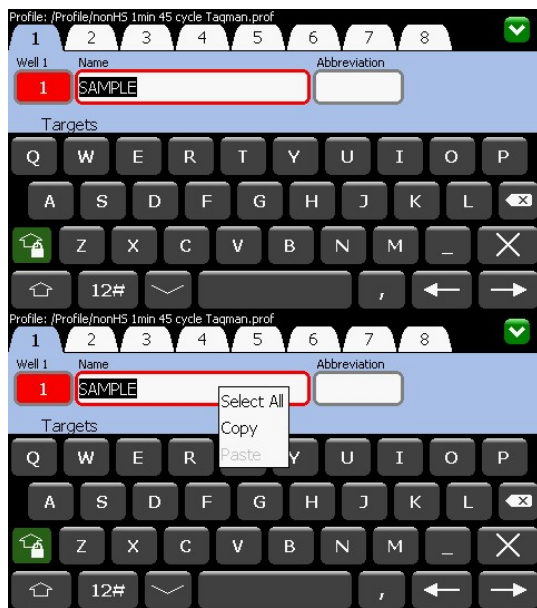 Profile: /Profile/nonHS 1min 45 cycle Taqman.prof
1 2 3 4 5 6 7 8
Well 1 Name Abbreviation
1 SAMPLE
Targets
Q W E R T Y U I O P
A S D F G H J K L
Z X C V B N M _
12# ,
Profile: /Profile/nonHS 1min 45 cycle Taqman.prof
1 2 3 4 5 6 7 8
Well 1 Name Abbreviation
1 SAMPLE
Select All
Targets
Copy
Q W E R Paste Y U I O P
A S D F G H J K L
Z X C V B N M _
12# ,